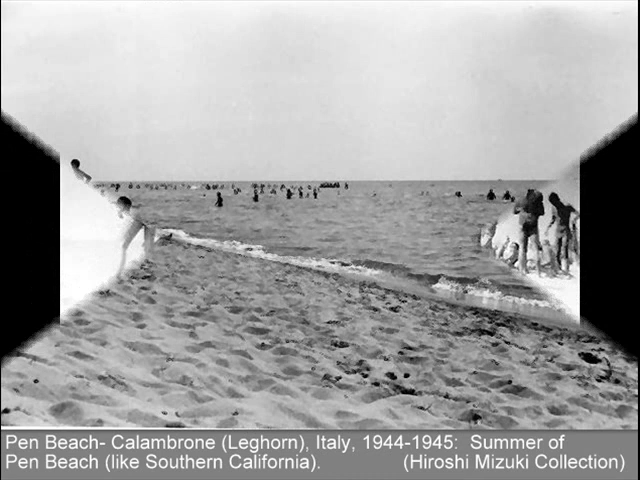 Pen Beach- Calambrone (Leghorn), Italy, 1944-1945:  Summer of
Pen Beach (like Southern California).  (Hiroshi Mizuki Collection)